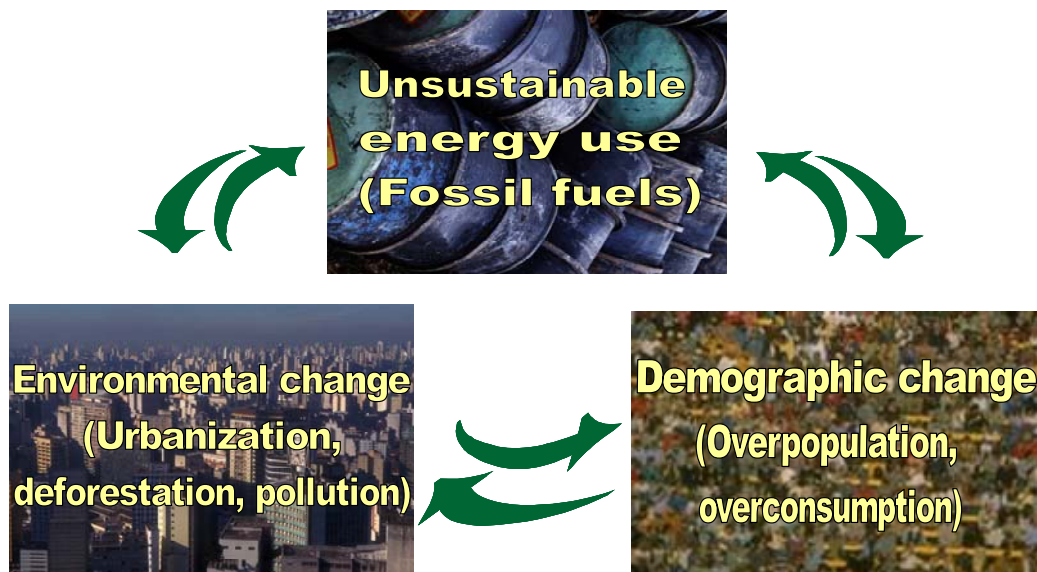 Unsustainable
energy use
(Fossil fuels)
Environmental change
(Urbanization,
deforestation, pollution)
Demographic change
(Overpopulation,
overconsumption)